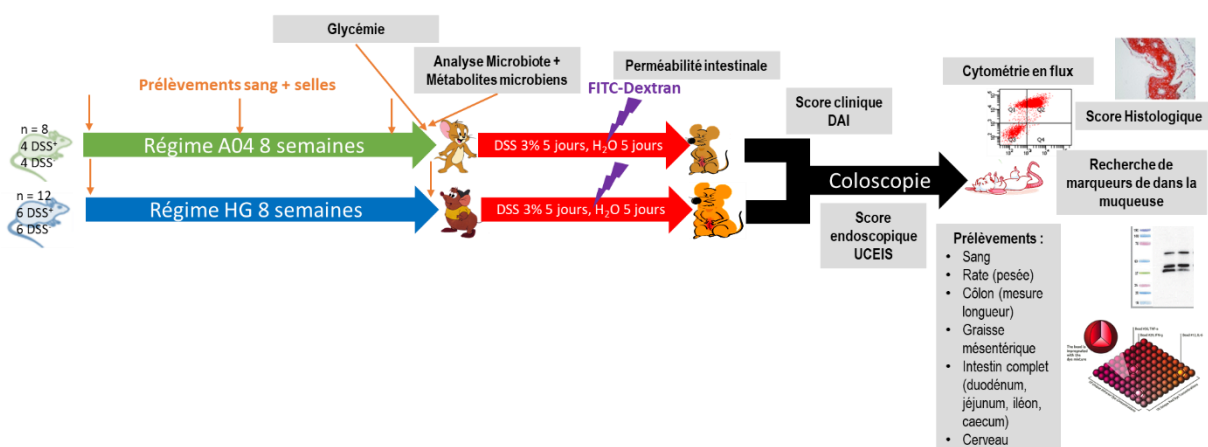 Glycémie
Analyse Microbiote +
Métabolites microbiens
Prélèvements sang + selles
Perméabilité intestinale
FITC-Dextran
n = 8
4 DSS+
4 DSS-
Régime A04 8 semaines
DSS 3% 5 jours, H2O 5 jours
n = 12
6 DSS+
6 DSS-
Régime HG 8 semaines
DSS 3% 5 jours, H2O 5 jours
Score clinique
DAI
Coloscopie
Score
endoscopique
UCEIS
Cytométrie en flux
Q1
Q2
Q3
Q4
Score Histologique
Recherche de
marqueurs de dans la
muqueuse
Prélèvements :
• Sang
• Rate (pesée)
• Côlon (mesure
longueur)
• Graisse
mésentérique
• Intestin complet
(duodénum,
jéjunum, iléon,
caecum)
• Cerveau